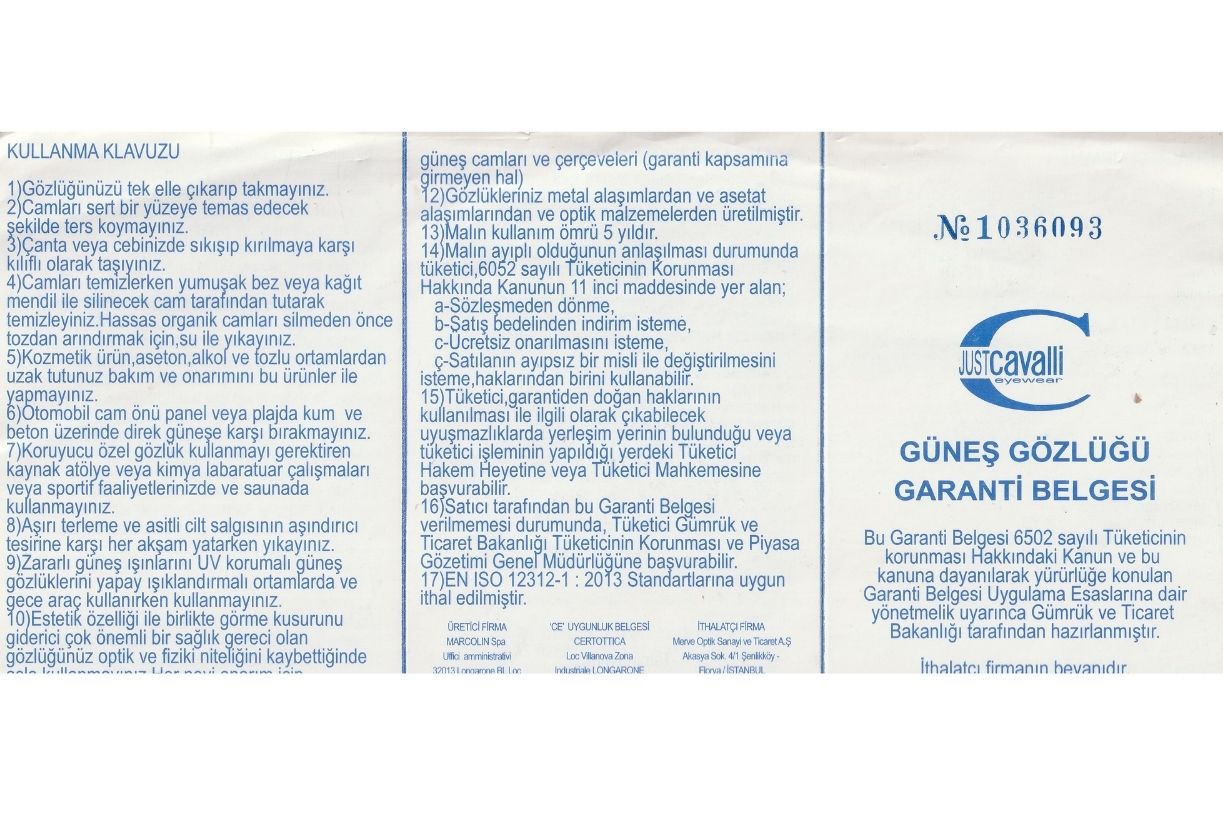 KULLANMA KLAVUZU
1)Gözlüğünüzü tek elle çıkarıp takmayınız.
2)Camları sert bir yüzeye temas edecek
şekilde ters koymayınız.
3)Çanta veya cebinizde sıkışıp kırılmaya karşı
kılıflı olarak taşıyınız.
4)Camları temizlerken yumuşak bez veya kağıt
mendil ile silinecek cam tarafından tutarak
temizleyiniz.Hassas organik camları silmeden önce
tozdan arındırmak için,su ile yıkayınız.
5)Kozmetik ürün,aseton,alkol ve tozlu ortamlardan
uzak tutunuz bakım ve onarımını bu ürünler ile
yapmayınız.
6)Otomobil cam önü panel veya plajda kum ve
beton üzerinde direk güneşe karşı bırakmayınız.
7)Koruyucu özel gözlük kullanmayı gerektiren
kaynak atölye veya kimya labaratuar çalışmaları
veya sportif faaliyetlerinizde ve saunada
kullanmayınız.
8)Aşırı terleme ve asitli cilt salgısının aşındırıcı
tesirine karşı her akşam yatarken yıkayınız.
9)Zararlı güneş ışınlarını UV korumalı güneş
gözlüklerini yapay ışıklandırmalı ortamlarda ve
gece araç kullanırken kullanmayınız.
10)Estetik özelliği ile birlikte görme kusurunu
giderici çok önemli bir sağlık gereci olan
gözlüğünüz optik ve fiziki niteliğini kaybettiğinde
asla kullanmayınız.Her nevi onarım için
güneş camları ve çerçeveleri (garanti kapsamına
girmeyen hal)
12)Gözlükleriniz metal alaşımlardan ve asetat
alaşımlarından ve optik malzemelerden üretilmiştir.
13)Malın kullanım ömrü 5 yıldır.
14)Malın ayıplı olduğunun anlaşılması durumunda
tüketici,6052 sayılı Tüketicinin Korunması
Hakkında Kanunun 11 inci maddesinde yer alan;
a-Sözleşmeden dönme,
b-Satış bedelinden indirim isteme,
c-Ücretsiz onarılmasını isteme,
ç-Satılanın ayıpsız bir misli ile değiştirilmesini
isteme,haklarından birini kullanabilir.
15)Tüketici,garantiden doğan haklarının
kullanılması ile ilgili olarak çıkabilecek
uyuşmazlıklarda yerleşim yerinin bulunduğu veya
tüketici işleminin yapıldığı yerdeki Tüketici
Hakem Heyetine veya Tüketici Mahkemesine
başvurabilir.
16)Satıcı tarafından bu Garanti Belgesi
verilmemesi durumunda, Tüketici Gümrük ve
Ticaret Bakanlığı Tüketicinin Korunması ve Piyasa
Gözetimi Genel Müdürlüğüne başvurabilir.
17)EN ISO 12312-1 : 2013 Standartlarına uygun
ithal edilmiştir.
ÜRETİCİ FİRMA
MARCOLIN Spa
Uffici amministrativi
32013 Longarone BL Loc
'CE' UYGUNLUK BELGESİ
CERTOTTICA
Loc Villanova Zona
Industriale LONGARONE
İTHALATÇI FİRMA
Merve Optik Sanayi ve Ticaret A.Ş
Akasya Sok. 4/1 Şenlikköy -
Florya / İSTANBUL
№ 1036093
JUST cavalli
eyewear
GÜNEŞ GÖZLÜĞÜ
GARANTİ BELGESİ
Bu Garanti Belgesi 6502 sayılı Tüketicinin
korunması Hakkındaki Kanun ve bu
kanuna dayanılarak yürürlüğe konulan
Garanti Belgesi Uygulama Esaslarına dair
yönetmelik uyarınca Gümrük ve Ticaret
Bakanlığı tarafından hazırlanmıştır.
İthalatçı firmanın beyanıdır.